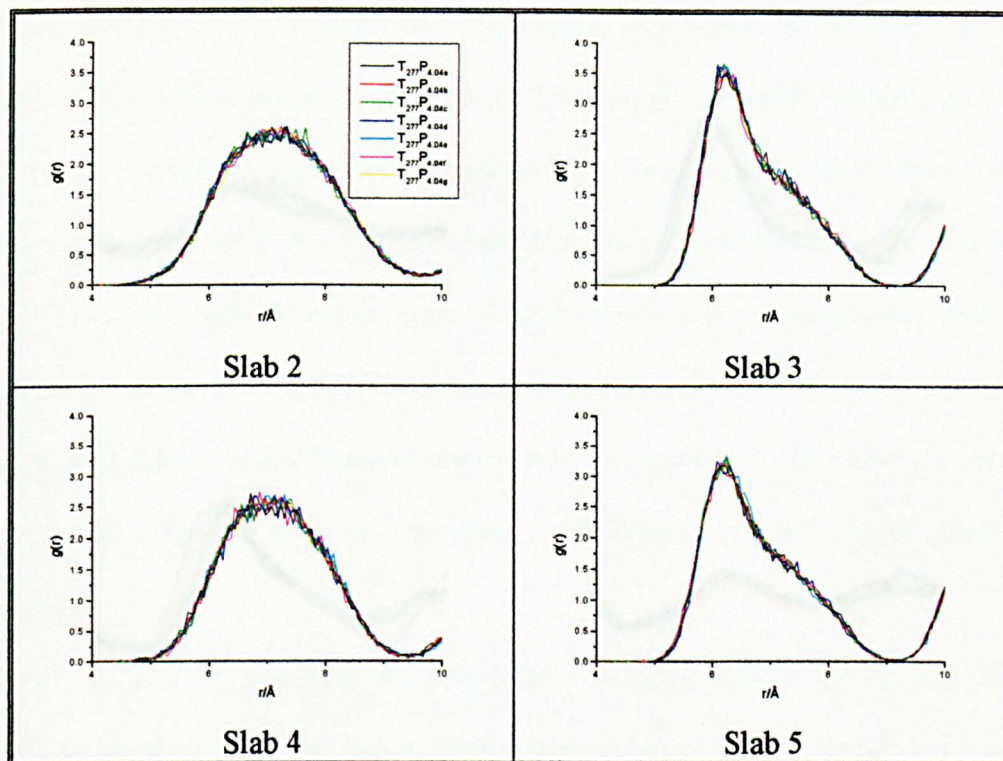 4.0
3.5
3.0
2.5
2.0
1.5
1.0
0.5
0.0
g(r)
4 6 8 10
r/Å
T277P4.04a
T277P4.04b
T277P4.04c
T277P4.04d
T277P4.04e
T277P4.04f
T277P4.04g
Slab 2
4.0
3.5
3.0
2.5
2.0
1.5
1.0
0.5
0.0
g(r)
4 6 8 10
r/Å
Slab 3
4.0
3.5
3.0
2.5
2.0
1.5
1.0
0.5
0.0
g(r)
4 6 8 10
r/Å
Slab 4
4.0
3.5
3.0
2.5
2.0
1.5
1.0
0.5
0.0
g(r)
4 6 8 10
r/Å
Slab 5